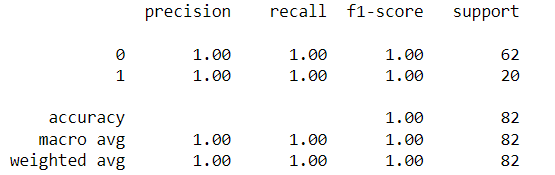 precision recall f1-score support
0 1.00 1.00 1.00 62
1 1.00 1.00 1.00 20
accuracy 1.00 82
macro avg 1.00 1.00 1.00 82
weighted avg 1.00 1.00 1.00 82